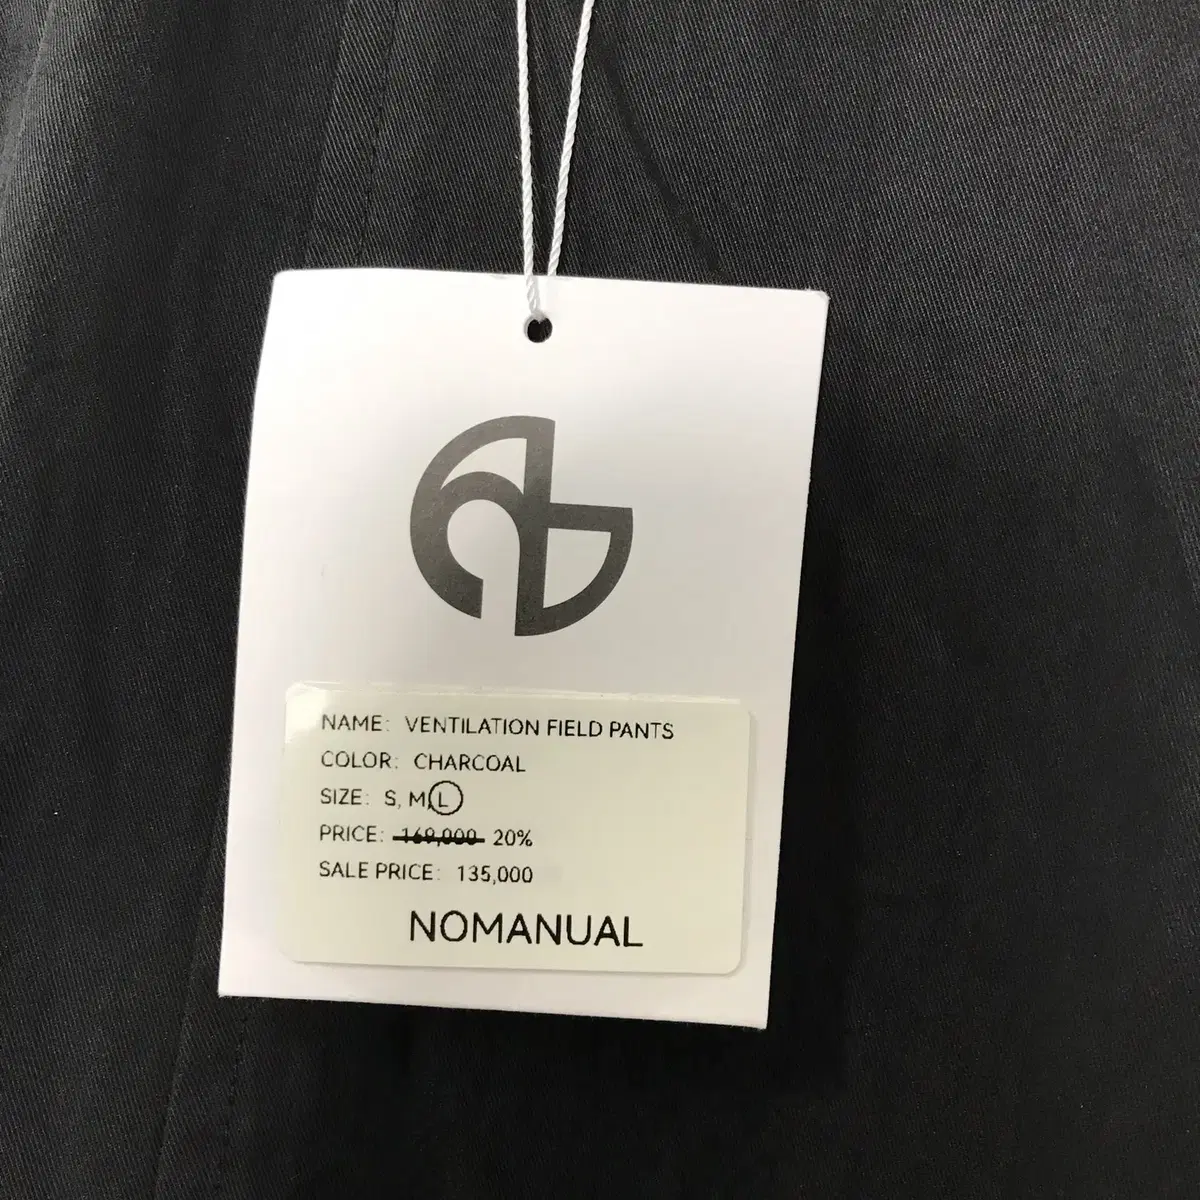 NAME: VENTILATION FIELD PANTS
COLOR: CHARCOAL
SIZE: S, M, L
PRICE: 169,000 20%
SALE PRICE: 135,000
NOMANUAL